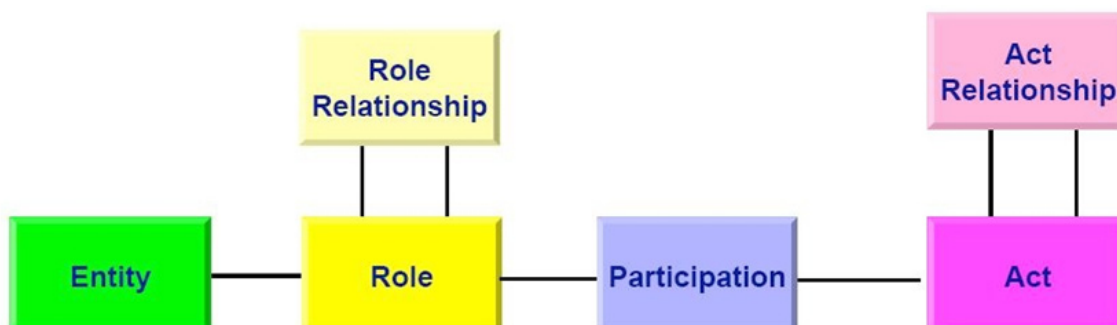 Role
Relationship
Act
Relationship
Entity
Role
Participation
Act